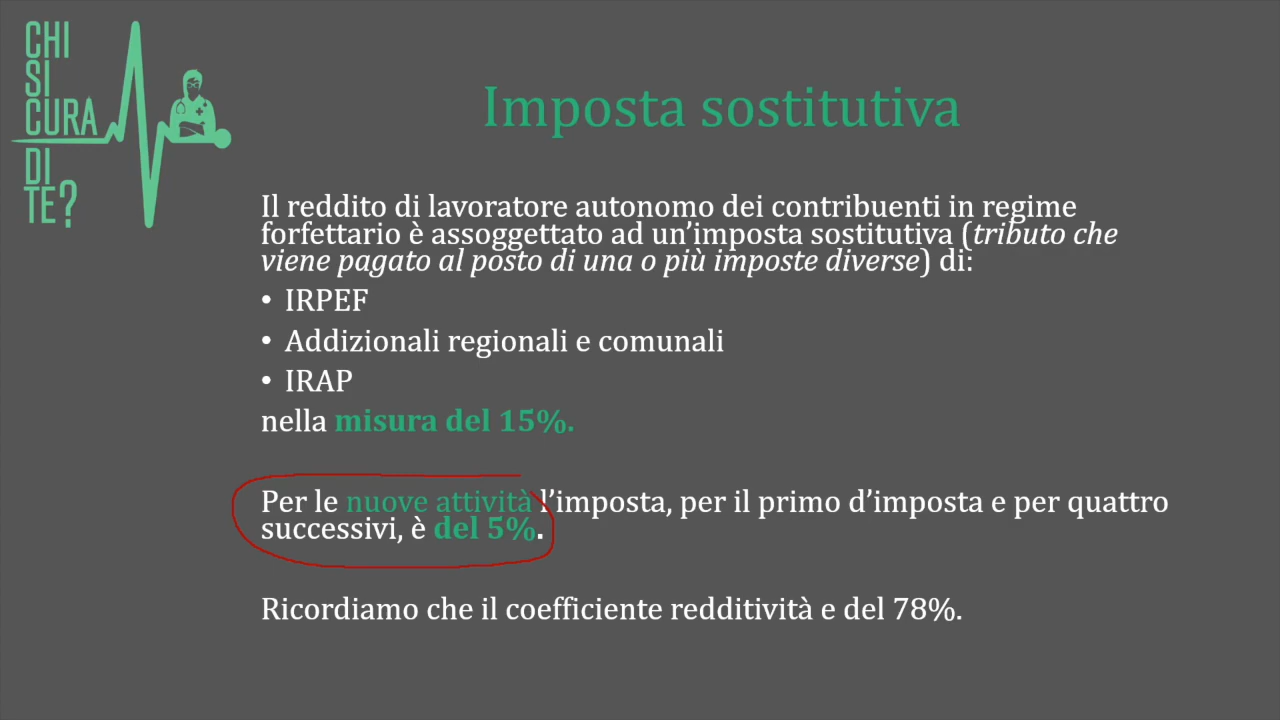 CHI
SI
CURA
DI
TE?
Imposta sostitutiva
Il reddito di lavoratore autonomo dei contribuenti in regime
forfettario è assoggettato ad un’imposta sostitutiva (tributo che
viene pagato al posto di una o più imposte diverse) di:
• IRPEF
• Addizionali regionali e comunali
• IRAP
nella misura del 15%.
Per le nuove attività l’imposta, per il primo d’imposta e per quattro
successivi, è del 5%.
Ricordiamo che il coefficiente redditività e del 78%.